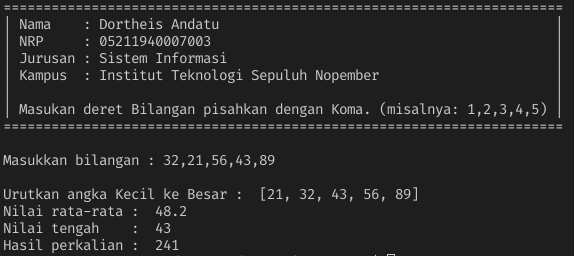 ====================================================================
| Nama    : Dortheis Andatu |
| NRP     : 05211940007003 |
| Jurusan : Sistem Informasi |
| Kampus  : Institut Teknologi Sepuluh Nopember |
| Masukan deret Bilangan pisahkan dengan Koma. (misalnya: 1,2,3,4,5) |
====================================================================
Masukkan bilangan : 32,21,56,43,89
Urutkan angka Kecil ke Besar :  [21, 32, 43, 56, 89]
Nilai rata-rata :  48.2
Nilai tengah    :  43
Hasil perkalian :  241